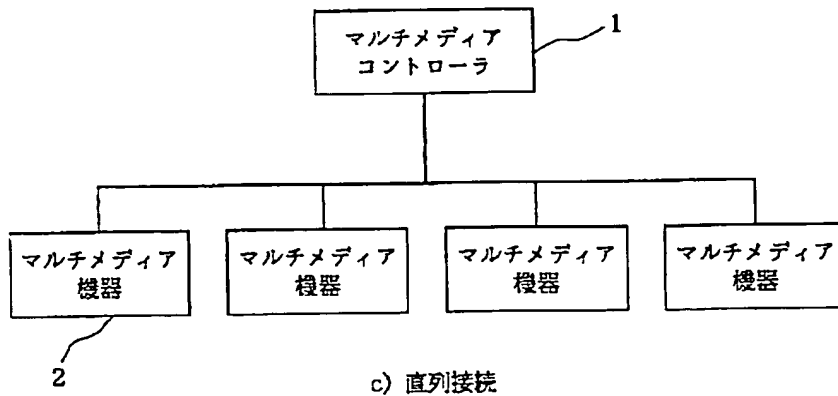 マルチメディア
コントローラ
1
マルチメディア
機器
マルチメディア
機器
マルチメディア
機器
マルチメディア
機器
2
c) 直列接続